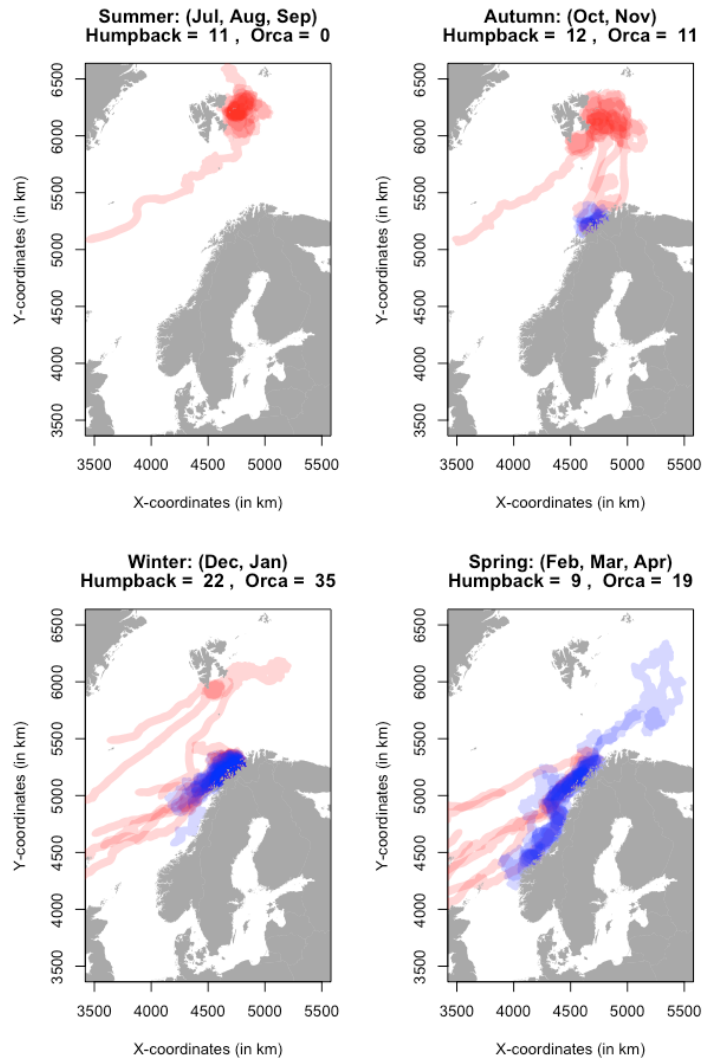 Summer: (Jul, Aug, Sep)
Humpback = 11 , Orca = 0
6500
6000
5500
5000
4500
4000
3500
Y-coordinates (in km)
3500 4000 4500 5000 5500
X-coordinates (in km)
Autumn: (Oct, Nov)
Humpback = 12 , Orca = 11
6500
6000
5500
5000
4500
4000
3500
Y-coordinates (in km)
3500 4000 4500 5000 5500
X-coordinates (in km)
Winter: (Dec, Jan)
Humpback = 22 , Orca = 35
6500
6000
5500
5000
4500
4000
3500
Y-coordinates (in km)
3500 4000 4500 5000 5500
X-coordinates (in km)
Spring: (Feb, Mar, Apr)
Humpback = 9 , Orca = 19
6500
6000
5500
5000
4500
4000
3500
Y-coordinates (in km)
3500 4000 4500 5000 5500
X-coordinates (in km)